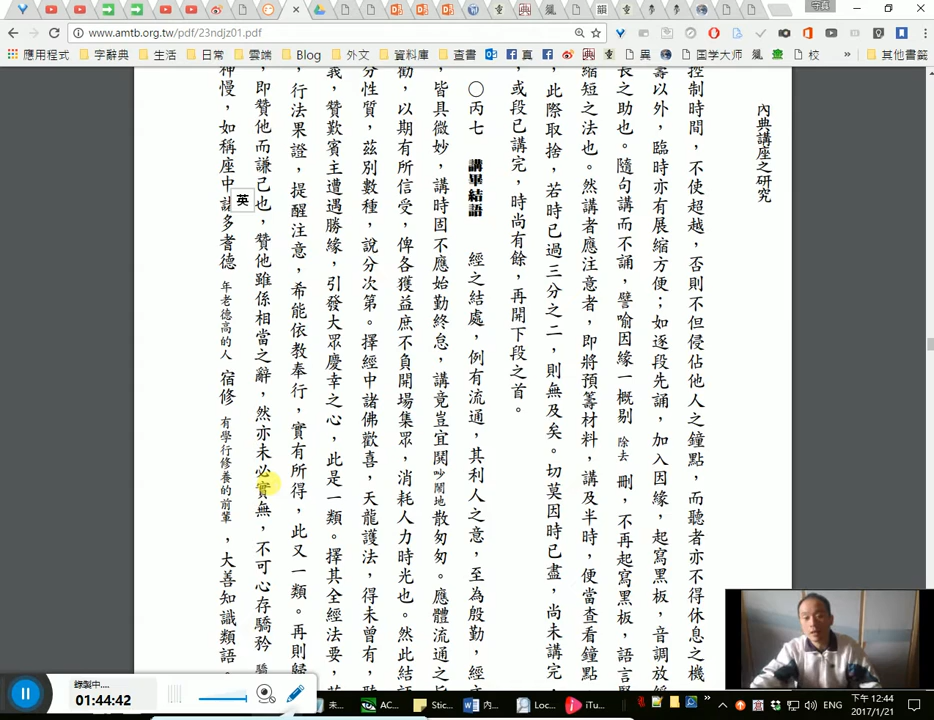 www.amtb.org.tw/pdf/23ndjz01.pdf
應用程式
字辭典
生活
日常
雲端
Blog
外文
資料庫
查書
真
異
国学大师
校
其他書籤
內典講座之研究
控制時間，不使超越，否則不但侵佔他人之鐘點，而聽者亦不得休息之機
籌以外，臨時亦有展縮方便；如逐段先誦，加入因緣，起寫黑板，音調放
長之助也。隨句講而不誦，譬喻因緣一概剔 除去 刪，不再起寫黑板，語言
縮短之法也。然講者應注意者，即將預籌材料，講及半時，便當查看鐘點
，此際取捨，若時已過三分之二，則無及矣。切莫因時已盡，尚未講完，
，或段已講完，時尚有餘，再開下段之首。
〇丙七 講畢結語 經之結處，例有流通，其利人之意，至為殷勤，經
，皆具微妙，講時因不應始勤終怠，講竟豈宜鬨 吵鬧地 散匆匆。應體流通之
勸，以期有所信受，俾各獲益庶不負開場集眾，消耗人力時光也。然此結
分性質，茲別數種，說分次第。擇經中諸佛歡喜，天龍護法，得未曾有，
義，贊歎賓主遭遇勝緣，引發大眾慶幸之心，此是一類。擇其全經法要，
，行法果證，提醒注意，希能依教奉行，實有所得，此又一類。再則歸
，即贊他而謙己也，贊他雖係相當之辭，然亦未必實無，不可心存驕矜
神慢，如稱座中諸多耆德 年老德高的人 宿修 有學行修養的前輩 ，大善知識類語。
英
錄製中....
01:44:42
未...
AC...
Stic...
內...
Loc...
iTu...
ENG
下午 12:44
2017/1/21